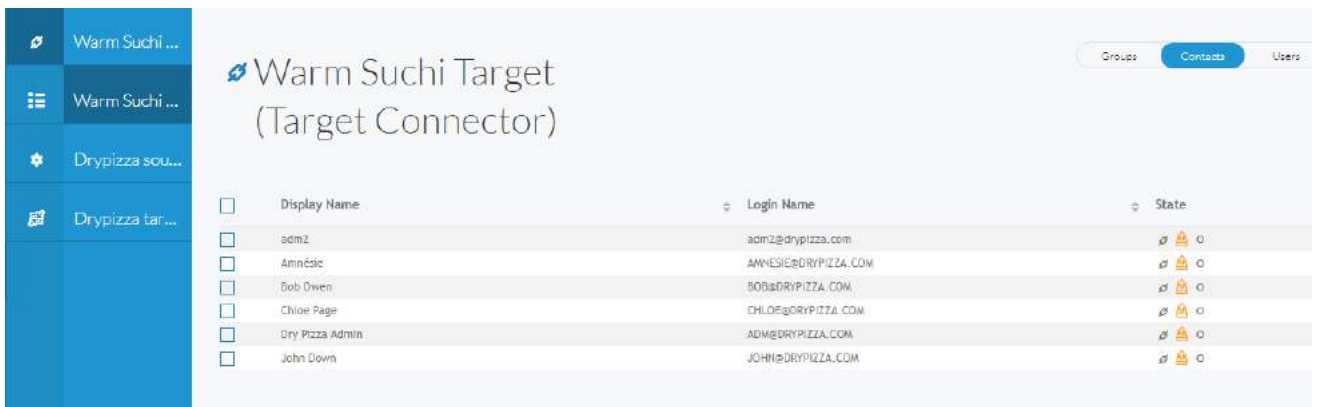 Warm Suchi ...
Warm Suchi ...
Drypizza sou...
Drypizza tar...
Warm Suchi Target
(Target Connector)
Groups Contacts Users
Display Name Login Name State
adm2 adm2@drypizza.com
Amnésie AMNESIE@DRYPIZZA.COM
Bob Owen BOB@DRYPIZZA.COM
Chloe Page CHLOE@DRYPIZZA.COM
Dry Pizza Admin ADM@DRYPIZZA.COM
John Down JOHN@DRYPIZZA.COM